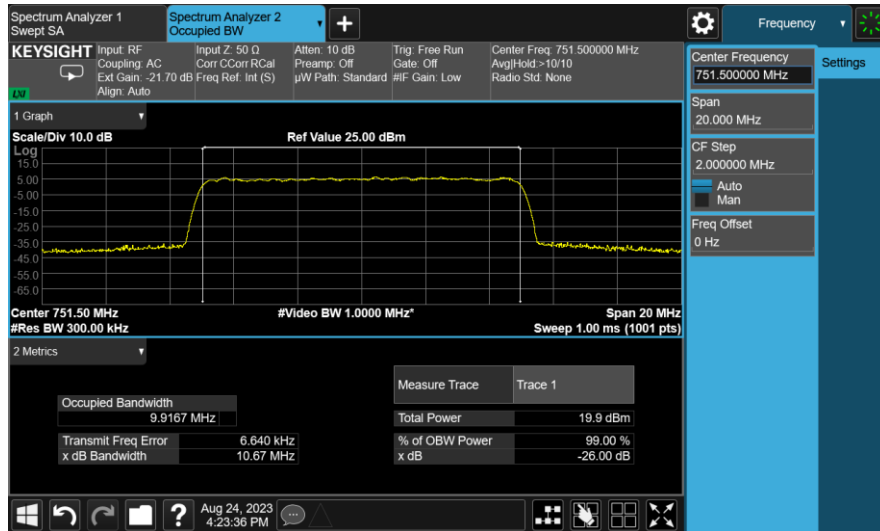 Spectrum Analyzer 1
Swept SA
Spectrum Analyzer 2
Occupied BW
Frequency
KEYSIGHT
Input: RF
Coupling: AC
Ext Gain: -21.70 dB
Align: Auto
Input Z: 50 Ω
Corr CCorr RCal
Freq Ref: Int (S)
Atten: 10 dB
Preamp: Off
µW Path: Standard
Trig: Free Run
Gate: Off
#IF Gain: Low
Center Freq: 751.500000 MHz
Avg|Hold:>10/10
Radio Std: None
LXI
Center Frequency
751.500000 MHz
Settings
Span
20.000 MHz
CF Step
2.000000 MHz
Auto
Man
Freq Offset
0 Hz
1 Graph
Scale/Div 10.0 dB
Ref Value 25.00 dBm
Log
15.0
5.00
-5.00
-15.0
-25.0
-35.0
-45.0
-55.0
-65.0
Center 751.50 MHz
#Video BW 1.0000 MHz*
Span 20 MHz
#Res BW 300.00 kHz
Sweep 1.00 ms (1001 pts)
2 Metrics
Measure Trace
Trace 1
Occupied Bandwidth
9.9167 MHz
Total Power
19.9 dBm
Transmit Freq Error
6.640 kHz
% of OBW Power
99.00 %
x dB Bandwidth
10.67 MHz
x dB
-26.00 dB
Aug 24, 2023
4:23:36 PM